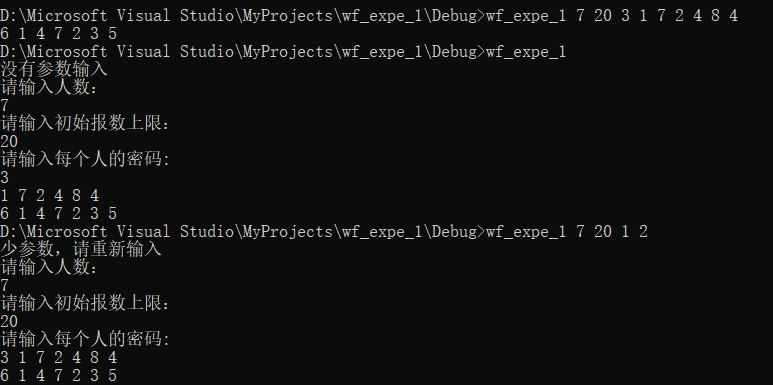 D:\Microsoft Visual Studio\MyProjects\wf_expe_1\Debug>wf_expe_1 7 20 3 1 7 2 4 8 4
6 1 4 7 2 3 5
D:\Microsoft Visual Studio\MyProjects\wf_expe_1\Debug>wf_expe_1
没有参数输入
请输入人数:
7
请输入初始报数上限:
20
请输入每个人的密码:
3
1 7 2 4 8 4
6 1 4 7 2 3 5
D:\Microsoft Visual Studio\MyProjects\wf_expe_1\Debug>wf_expe_1 7 20 1 2
少参数，请重新输入
请输入人数:
7
请输入初始报数上限:
20
请输入每个人的密码:
3 1 7 2 4 8 4
6 1 4 7 2 3 5